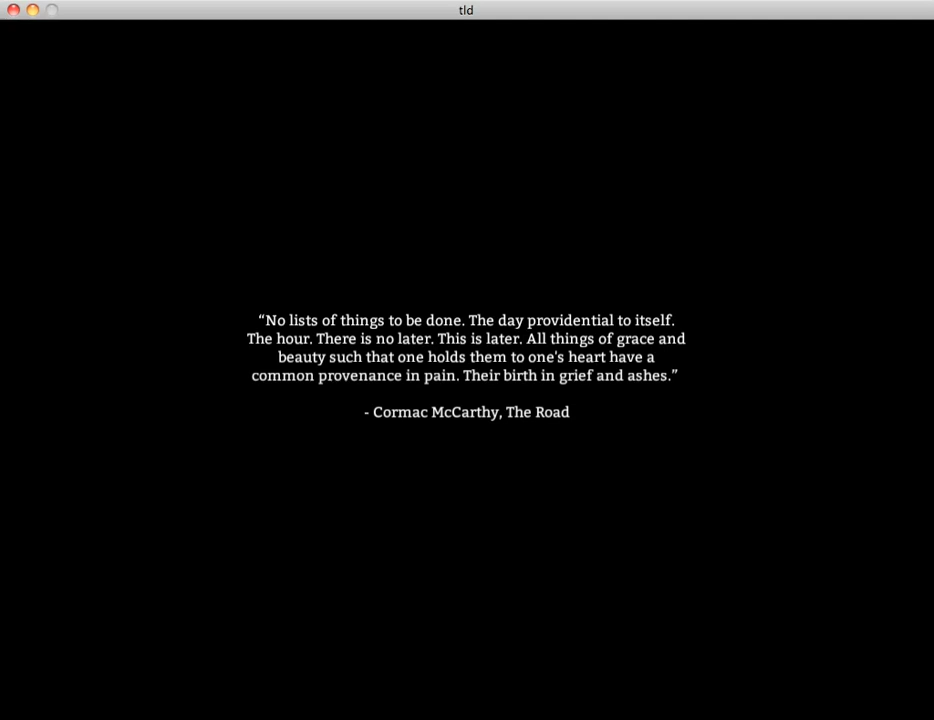 tld
“No lists of things to be done. The day providential to itself.
The hour. There is no later. This is later. All things of grace and
beauty such that one holds them to one's heart have a
common provenance in pain. Their birth in grief and ashes.”
- Cormac McCarthy, The Road